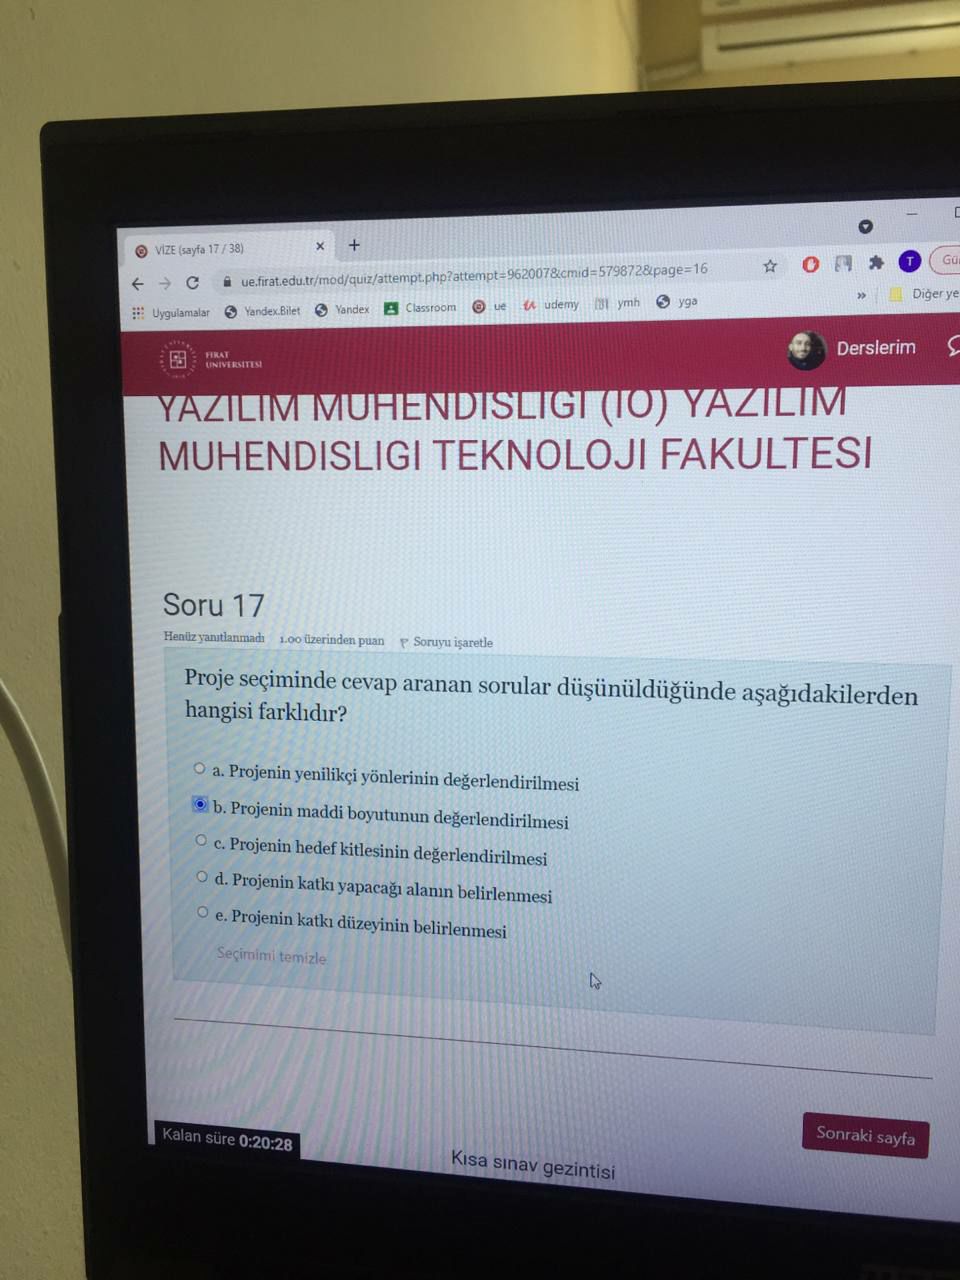 VİZE (sayfa 17 / 38)
ue.firat.edu.tr/mod/quiz/attempt.php?attempt=962007&cmid=579872&page=16
T
Uygulamalar Yandex.Bilet Yandex Classroom ue udemy ymh yga » Diğer ye
FIRAT
ÜNİVERSİTESİ
Derslerim
YAZILIM MUHENDISLIGI (IO) YAZILIM
MUHENDISLIGI TEKNOLOJI FAKULTESI
Soru 17
Henüz yanıtlanmadı 1.00 üzerinden puan Soruyu işaretle
Proje seçiminde cevap aranan sorular düşünüldüğünde aşağıdakilerden
hangisi farklıdır?
a. Projenin yenilikçi yönlerinin değerlendirilmesi
b. Projenin maddi boyutunun değerlendirilmesi
c. Projenin hedef kitlesinin değerlendirilmesi
d. Projenin katkı yapacağı alanın belirlenmesi
e. Projenin katkı düzeyinin belirlenmesi
Seçimimi temizle
Sonraki sayfa
Kalan süre 0:20:28
Kısa sınav gezintisi